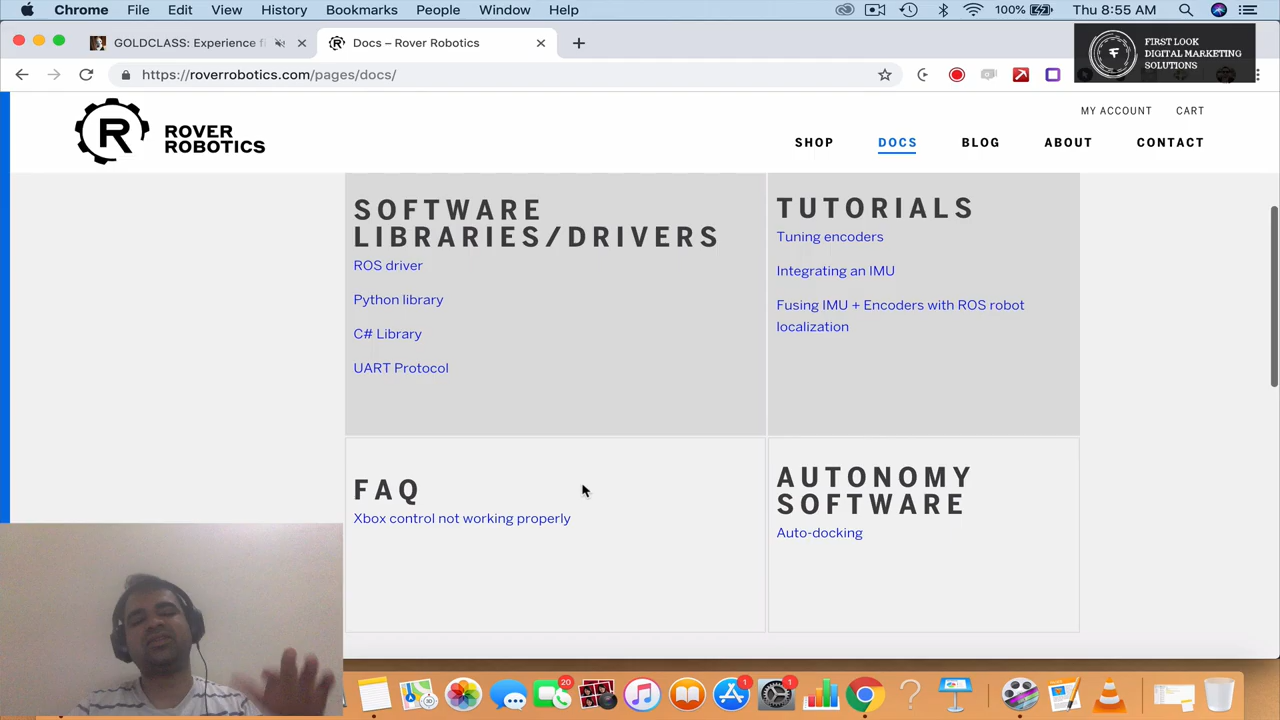 Chrome File Edit View History Bookmarks People Window Help 100% Thu 8:55 AM
GOLDCLASS: Experience f
Docs – Rover Robotics
FIRST LOOK
DIGITAL MARKETING
SOLUTIONS
https://roverrobotics.com/pages/docs/
MY ACCOUNT CART
R ROVER
ROBOTICS
SHOP DOCS BLOG ABOUT CONTACT
SOFTWARE
LIBRARIES/DRIVERS
ROS driver
Python library
C# Library
UART Protocol
TUTORIALS
Tuning encoders
Integrating an IMU
Fusing IMU + Encoders with ROS robot
localization
FAQ
Xbox control not working properly
AUTONOMY
SOFTWARE
Auto-docking
20 1 1